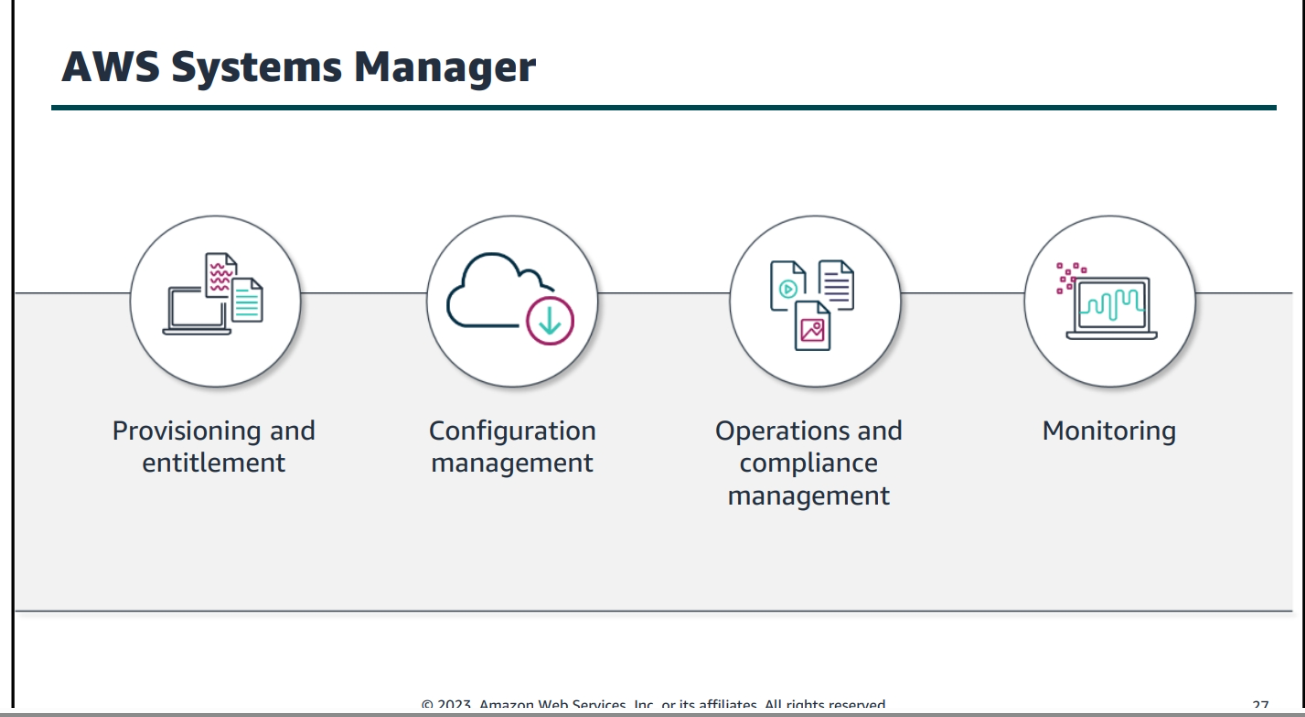 AWS Systems Manager
Provisioning and
entitlement
Configuration
management
Operations and
compliance
management
Monitoring
© 2023, Amazon Web Services, Inc. or its affiliates. All rights reserved.
27